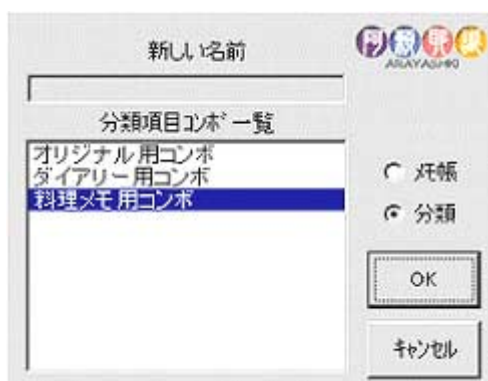 新しい名前
ARAYASHIKI
分類項目コンボ一覧
オリジナル用コンボ
ダイアリー用コンボ
料理メモ用コンボ
メモ帳
分類
OK
キャンセル